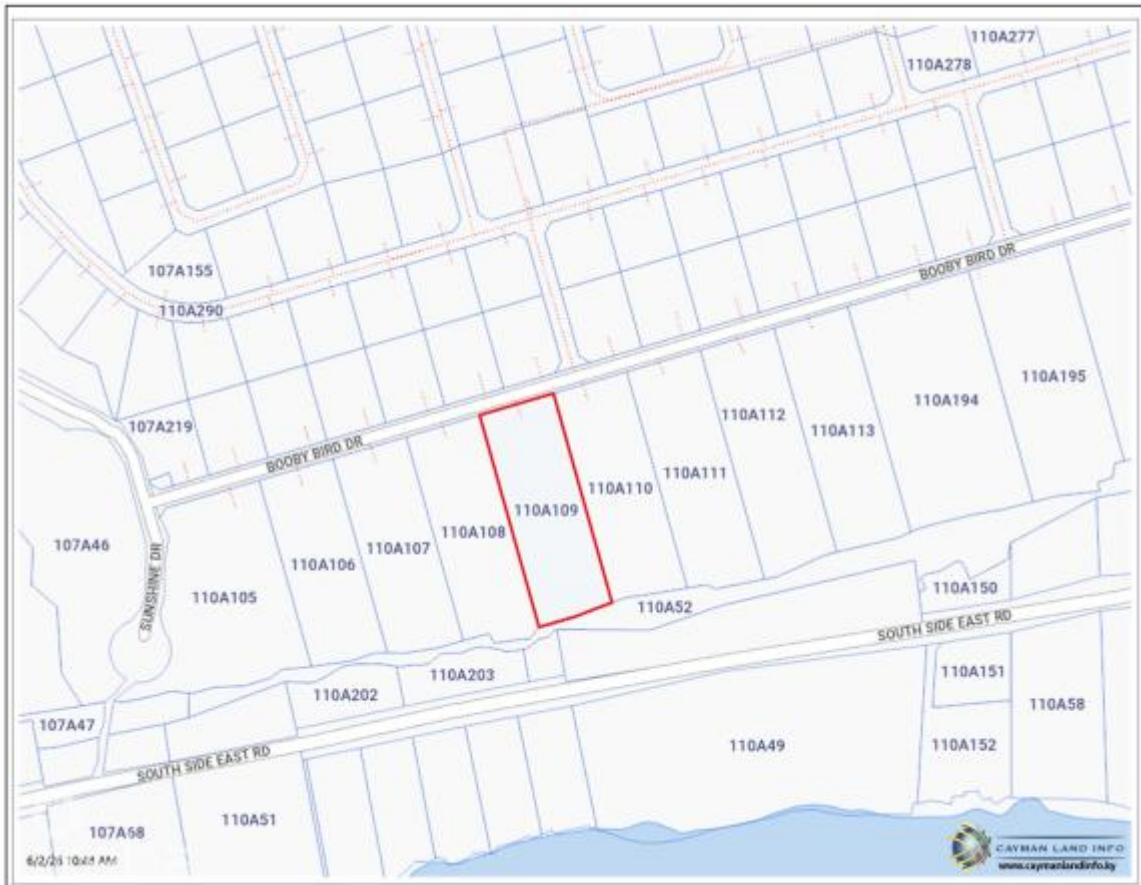 110A277
110A278
107A155
110A290
BOOBY BIRD DR
110A195
110A194
110A112
107A219
110A113
BOOBY BIRD DR
110A111
110A110
110A109
110A108
107A46
110A107
110A106
SUNSHINE DR
110A105
110A150
110A52
SOUTH SIDE EAST RD
110A203
110A151
110A202
110A58
107A47
110A49
110A152
SOUTH SIDE EAST RD
110A51
107A68
CAYMAN LAND INFO
www.caymanlandinfo.ky